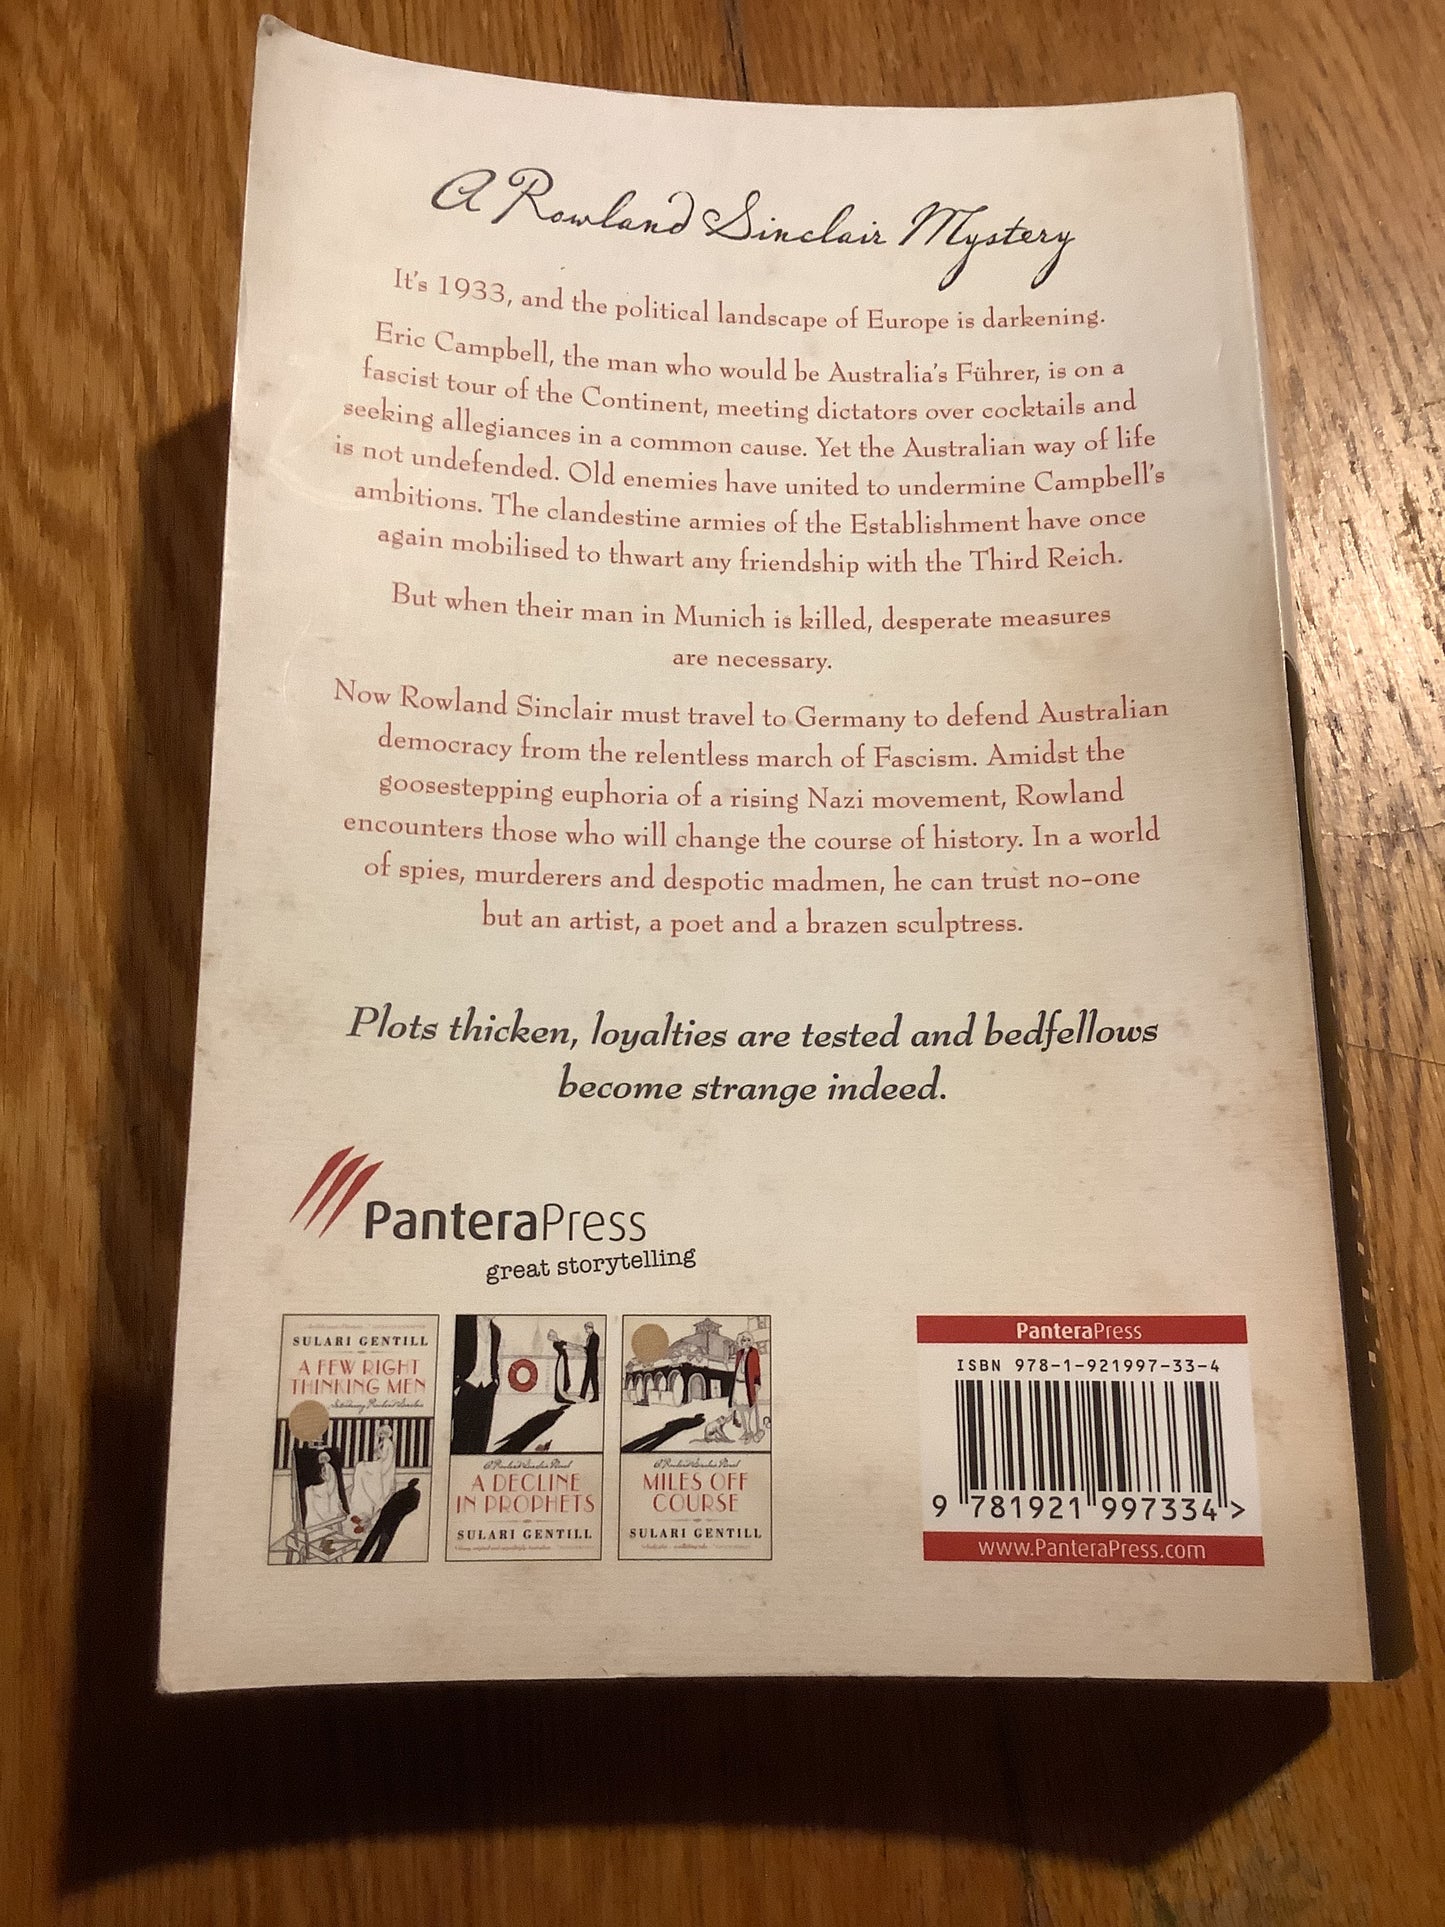 A Rowland Sinclair Mystery
It's 1933, and the political landscape of Europe is darkening.
Eric Campbell, the man who would be Australia's Führer, is on a
fascist tour of the Continent, meeting dictators over cocktails and
seeking allegiances in a common cause. Yet the Australian way of life
is not undefended. Old enemies have united to undermine Campbell's
ambitions. The clandestine armies of the Establishment have once
again mobilised to thwart any friendship with the Third Reich.
But when their man in Munich is killed, desperate measures
are necessary.
Now Rowland Sinclair must travel to Germany to defend Australian
democracy from the relentless march of Fascism. Amidst the
goosestepping euphoria of a rising Nazi movement, Rowland
encounters those who will change the course of history. In a world
of spies, murderers and despotic madmen, he can trust no-one
but an artist, a poet and a brazen sculptress.
Plots thicken, loyalties are tested and bedfellows
become strange indeed.
PanteraPress
great storytelling
SULARI GENTILL
A FEW RIGHT
THINKING MEN
Introducing Rowland Sinclair
A Rowland Sinclair Novel
A DECLINE
IN PROPHETS
SULARI GENTILL
A Rowland Sinclair Novel
MILES OFF
COURSE
SULARI GENTILL
PanteraPress
ISBN 978-1-921997-33-4
9 781921 997334 >
www.PanteraPress.com